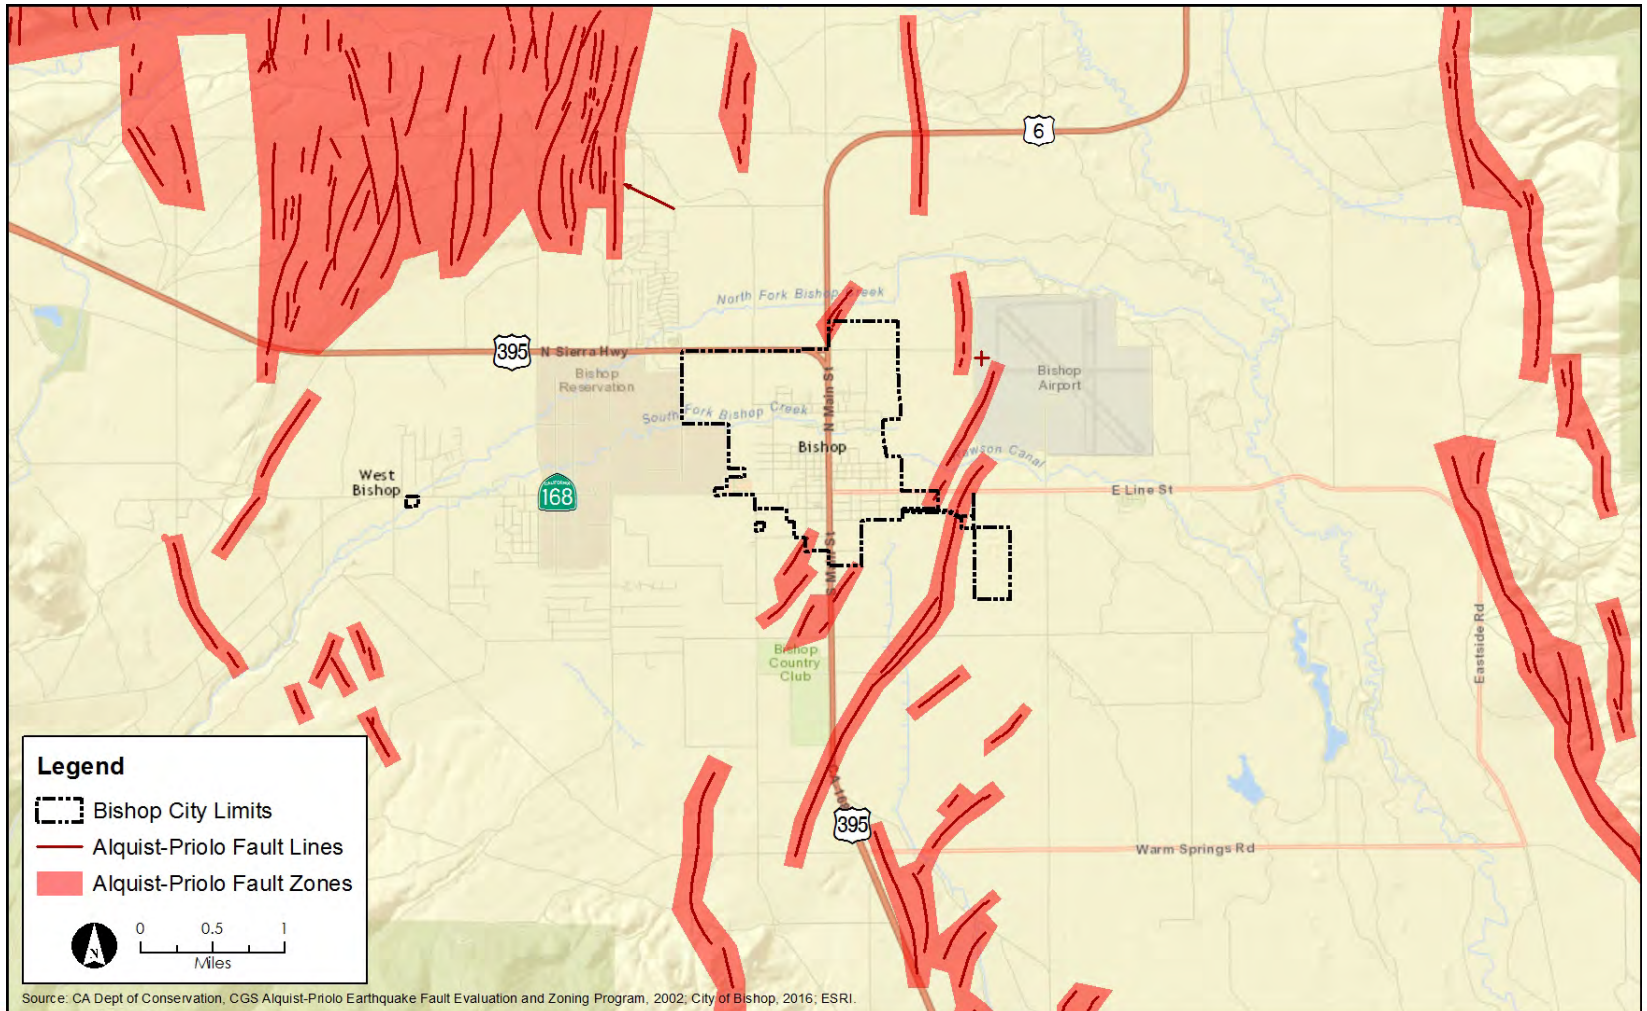 6
North Fork Bishop Creek
395
N Sierra Hwy
Bishop
Reservation
Bishop
Airport
N Main St
South Fork Bishop Creek
Bishop
West
Bishop
168
E Line St
S Main St
Bishop
Country
Club
Eastside Rd
395
Warm Springs Rd
Legend
Bishop City Limits
Alquist-Priolo Fault Lines
Alquist-Priolo Fault Zones
N
0 0.5 1
Miles
Source: CA Dept of Conservation, CGS Alquist-Priolo Earthquake Fault Evaluation and Zoning Program, 2002; City of Bishop, 2016; ESRI.